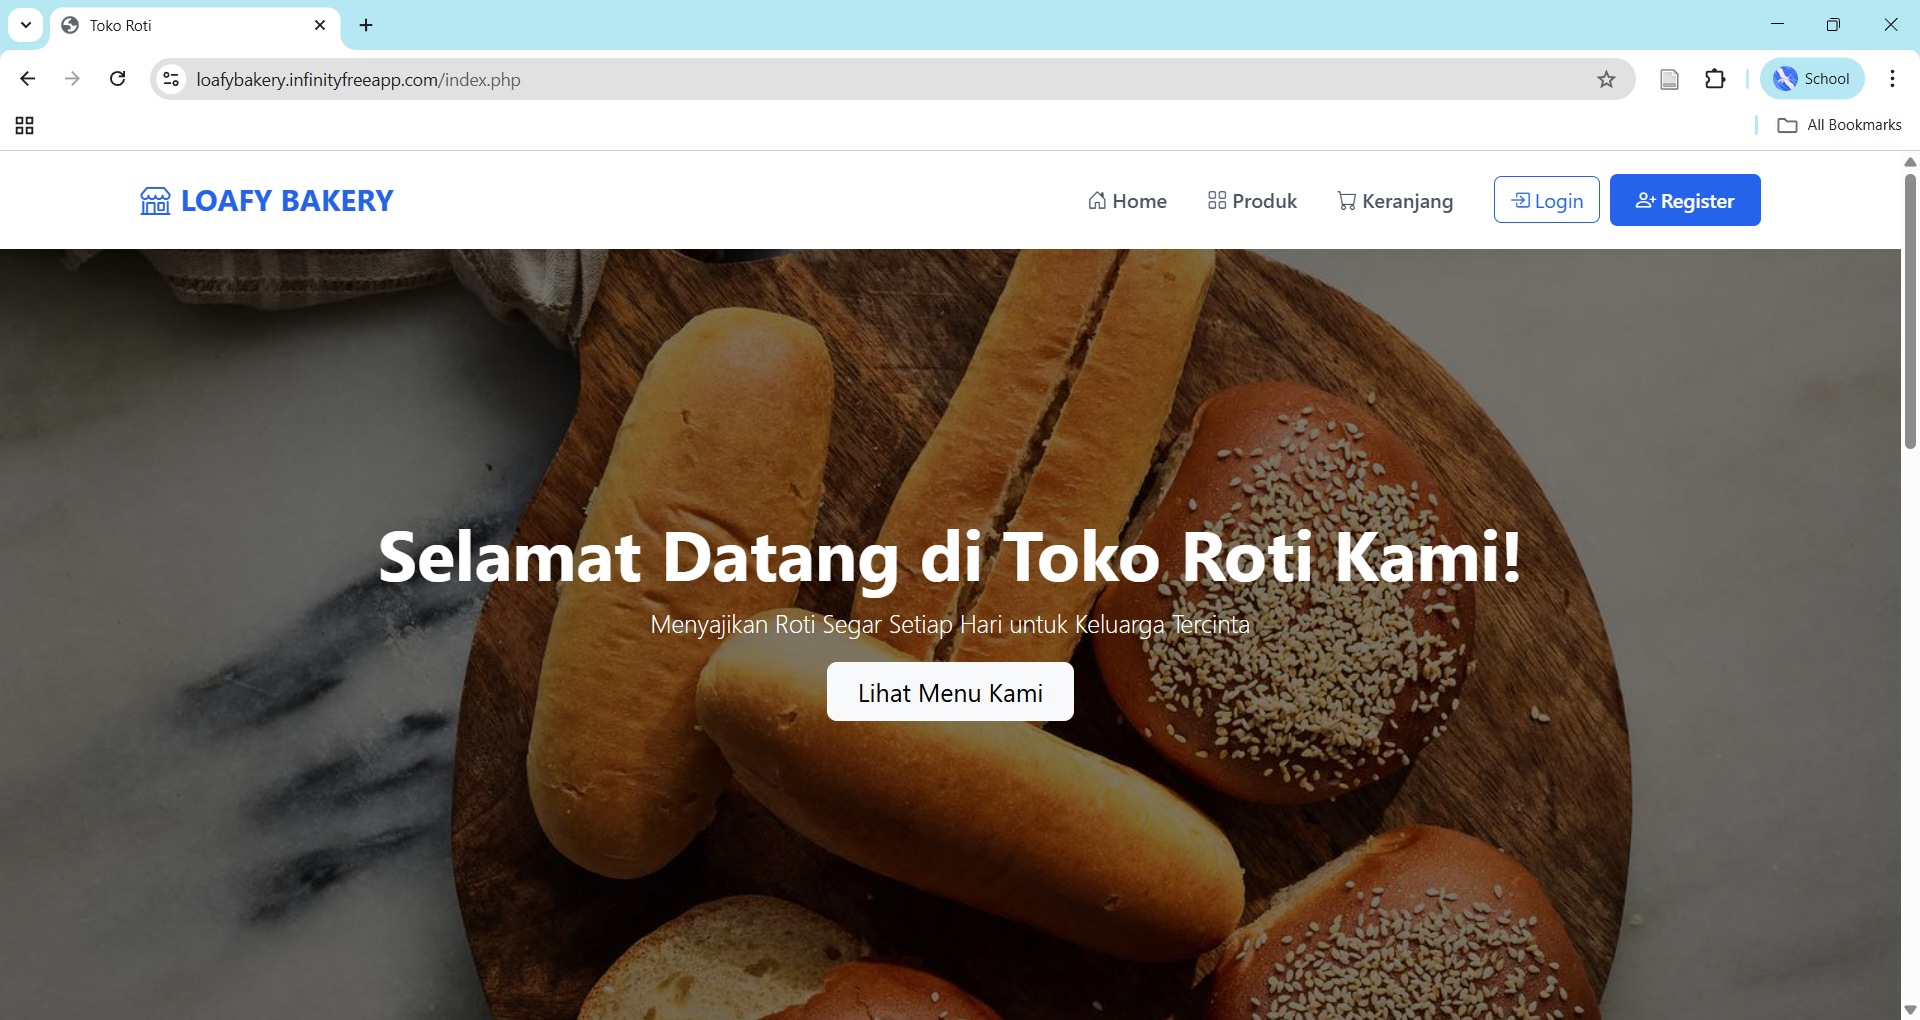 Toko Roti
loafybakery.infinityfreeapp.com/index.php
School
All Bookmarks
LOAFY BAKERY
Home
Produk
Keranjang
Login
Register
Selamat Datang di Toko Roti Kami!
Menyajikan Roti Segar Setiap Hari untuk Keluarga Tercinta
Lihat Menu Kami